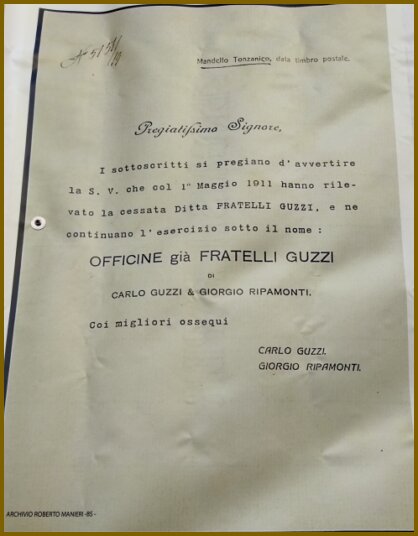 Mandello Tonzanico, data timbro postale.
Pregiatissimo Signore,
I sottoscritti si pregiano d'avvertire
la S. V. che col 1° Maggio 1911 hanno rile-
vato la cessata Ditta FRATELLI GUZZI, e ne
continuano l'esercizio sotto il nome :
OFFICINE già FRATELLI GUZZI
DI
CARLO GUZZI & GIORGIO RIPAMONTI.
Coi migliori ossequi
CARLO GUZZI.
GIORGIO RIPAMONTI.
ARCHIVIO ROBERTO MANIERI -85 -